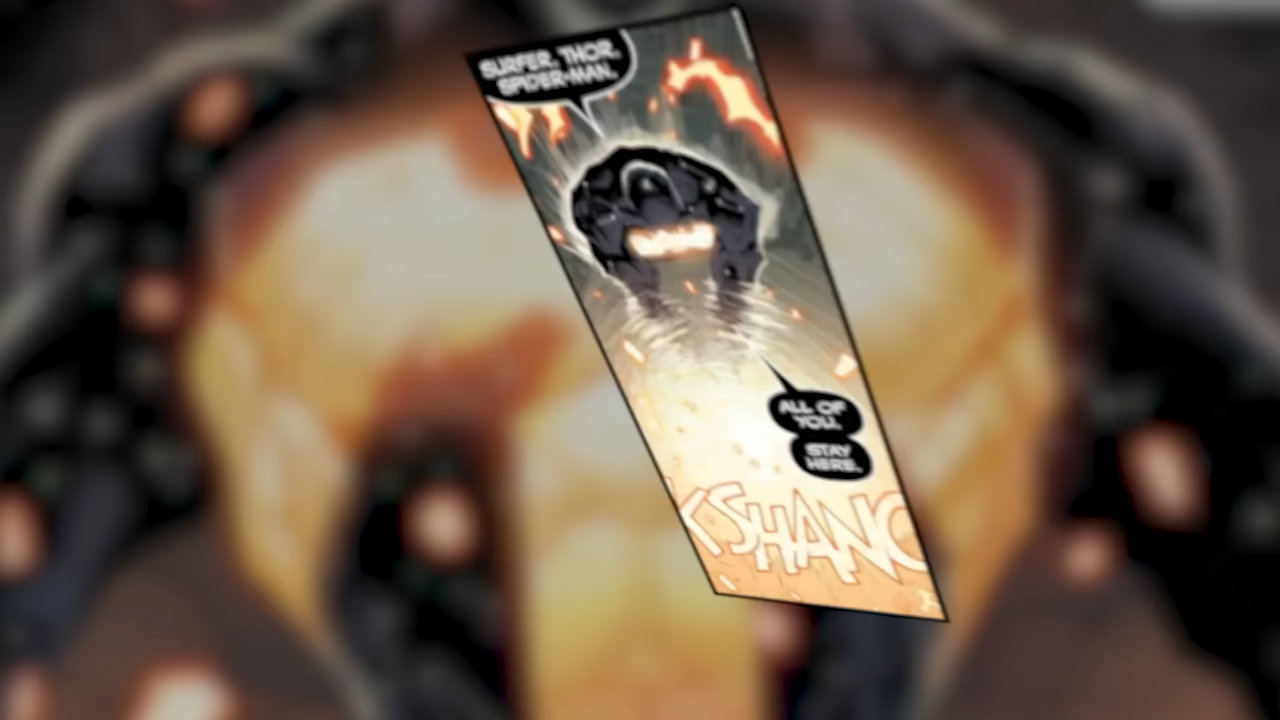 SURFER. THOR.
SPIDER-MAN.
ALL OF
YOU.
STAY
HERE.
KSHANG